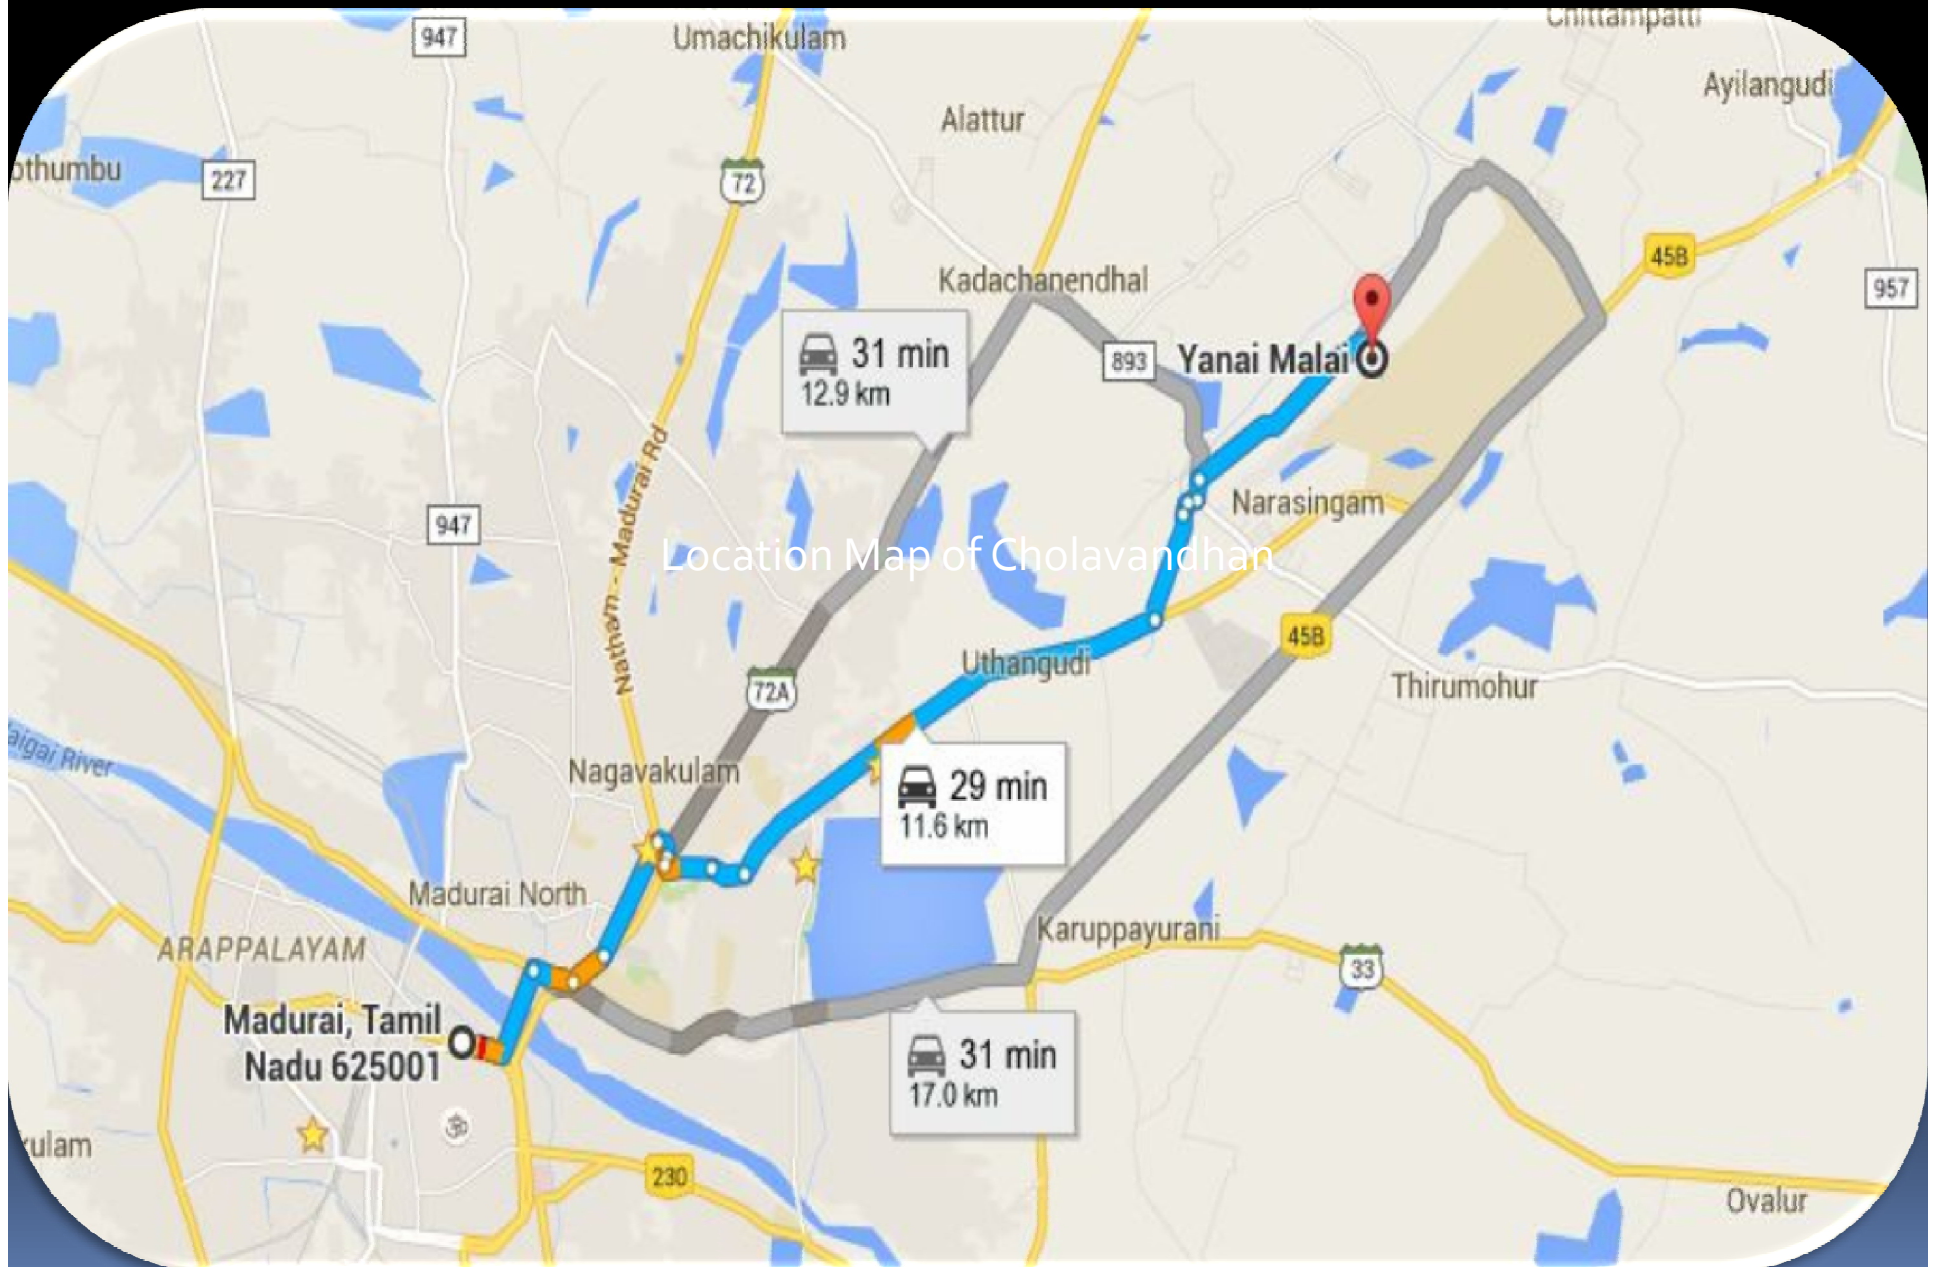 Chittampatti
947
Umachikulam
Ayilangudi
Alattur
othumbu
227
72
45B
Kadachanendhal
957
31 min
12.9 km
893
Yanai Malai
Natham - Madurai Rd
947
Narasingam
Location Map of Cholavandhan
45B
Uthangudi
Thirumohur
72A
aigai River
Nagavakulam
29 min
11.6 km
Madurai North
Karuppayurani
ARAPPALAYAM
33
Madurai, Tamil
Nadu 625001
31 min
17.0 km
kulam
230
Ovalur